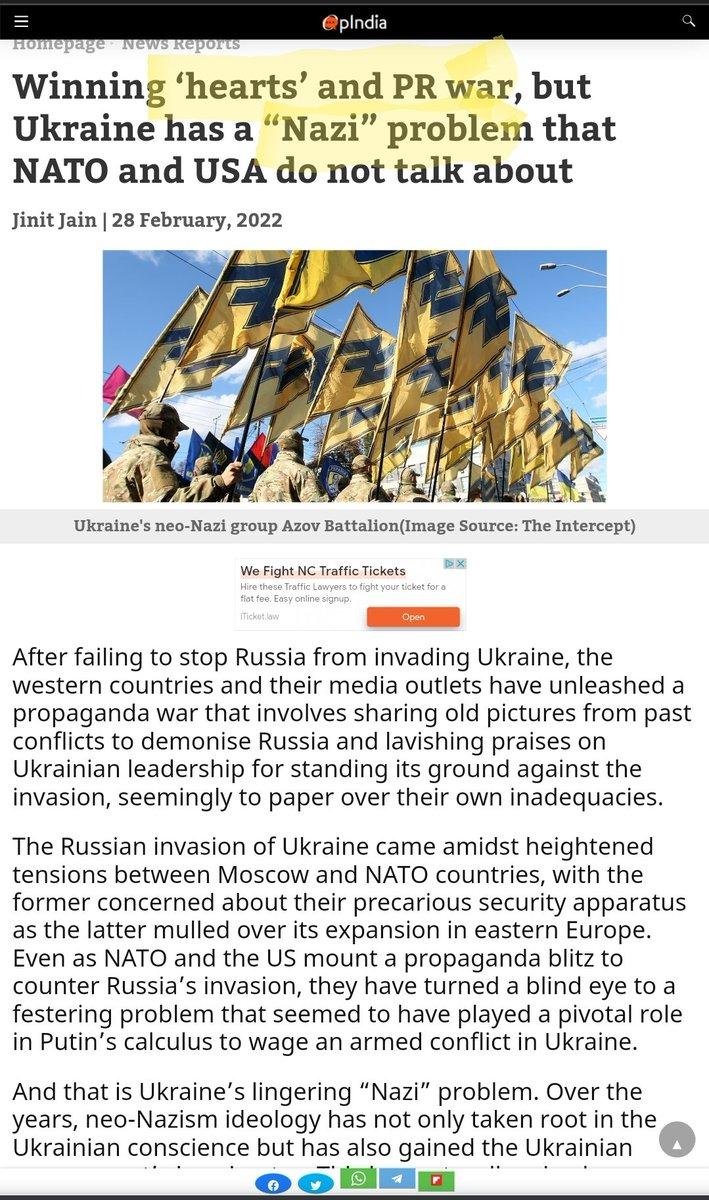 OpIndia
Homepage · News Reports
Winning ‘hearts’ and PR war, but
Ukraine has a “Nazi” problem that
NATO and USA do not talk about
Jinit Jain | 28 February, 2022
Ukraine's neo-Nazi group Azov Battalion(Image Source: The Intercept)
We Fight NC Traffic Tickets
Hire these Traffic Lawyers to fight your ticket for a
flat fee. Easy online signup.
iTicket.law
Open
After failing to stop Russia from invading Ukraine, the
western countries and their media outlets have unleashed a
propaganda war that involves sharing old pictures from past
conflicts to demonise Russia and lavishing praises on
Ukrainian leadership for standing its ground against the
invasion, seemingly to paper over their own inadequacies.
The Russian invasion of Ukraine came amidst heightened
tensions between Moscow and NATO countries, with the
former concerned about their precarious security apparatus
as the latter mulled over its expansion in eastern Europe.
Even as NATO and the US mount a propaganda blitz to
counter Russia’s invasion, they have turned a blind eye to a
festering problem that seemed to have played a pivotal role
in Putin’s calculus to wage an armed conflict in Ukraine.
And that is Ukraine’s lingering “Nazi” problem. Over the
years, neo-Nazism ideology has not only taken root in the
Ukrainian conscience but has also gained the Ukrainian